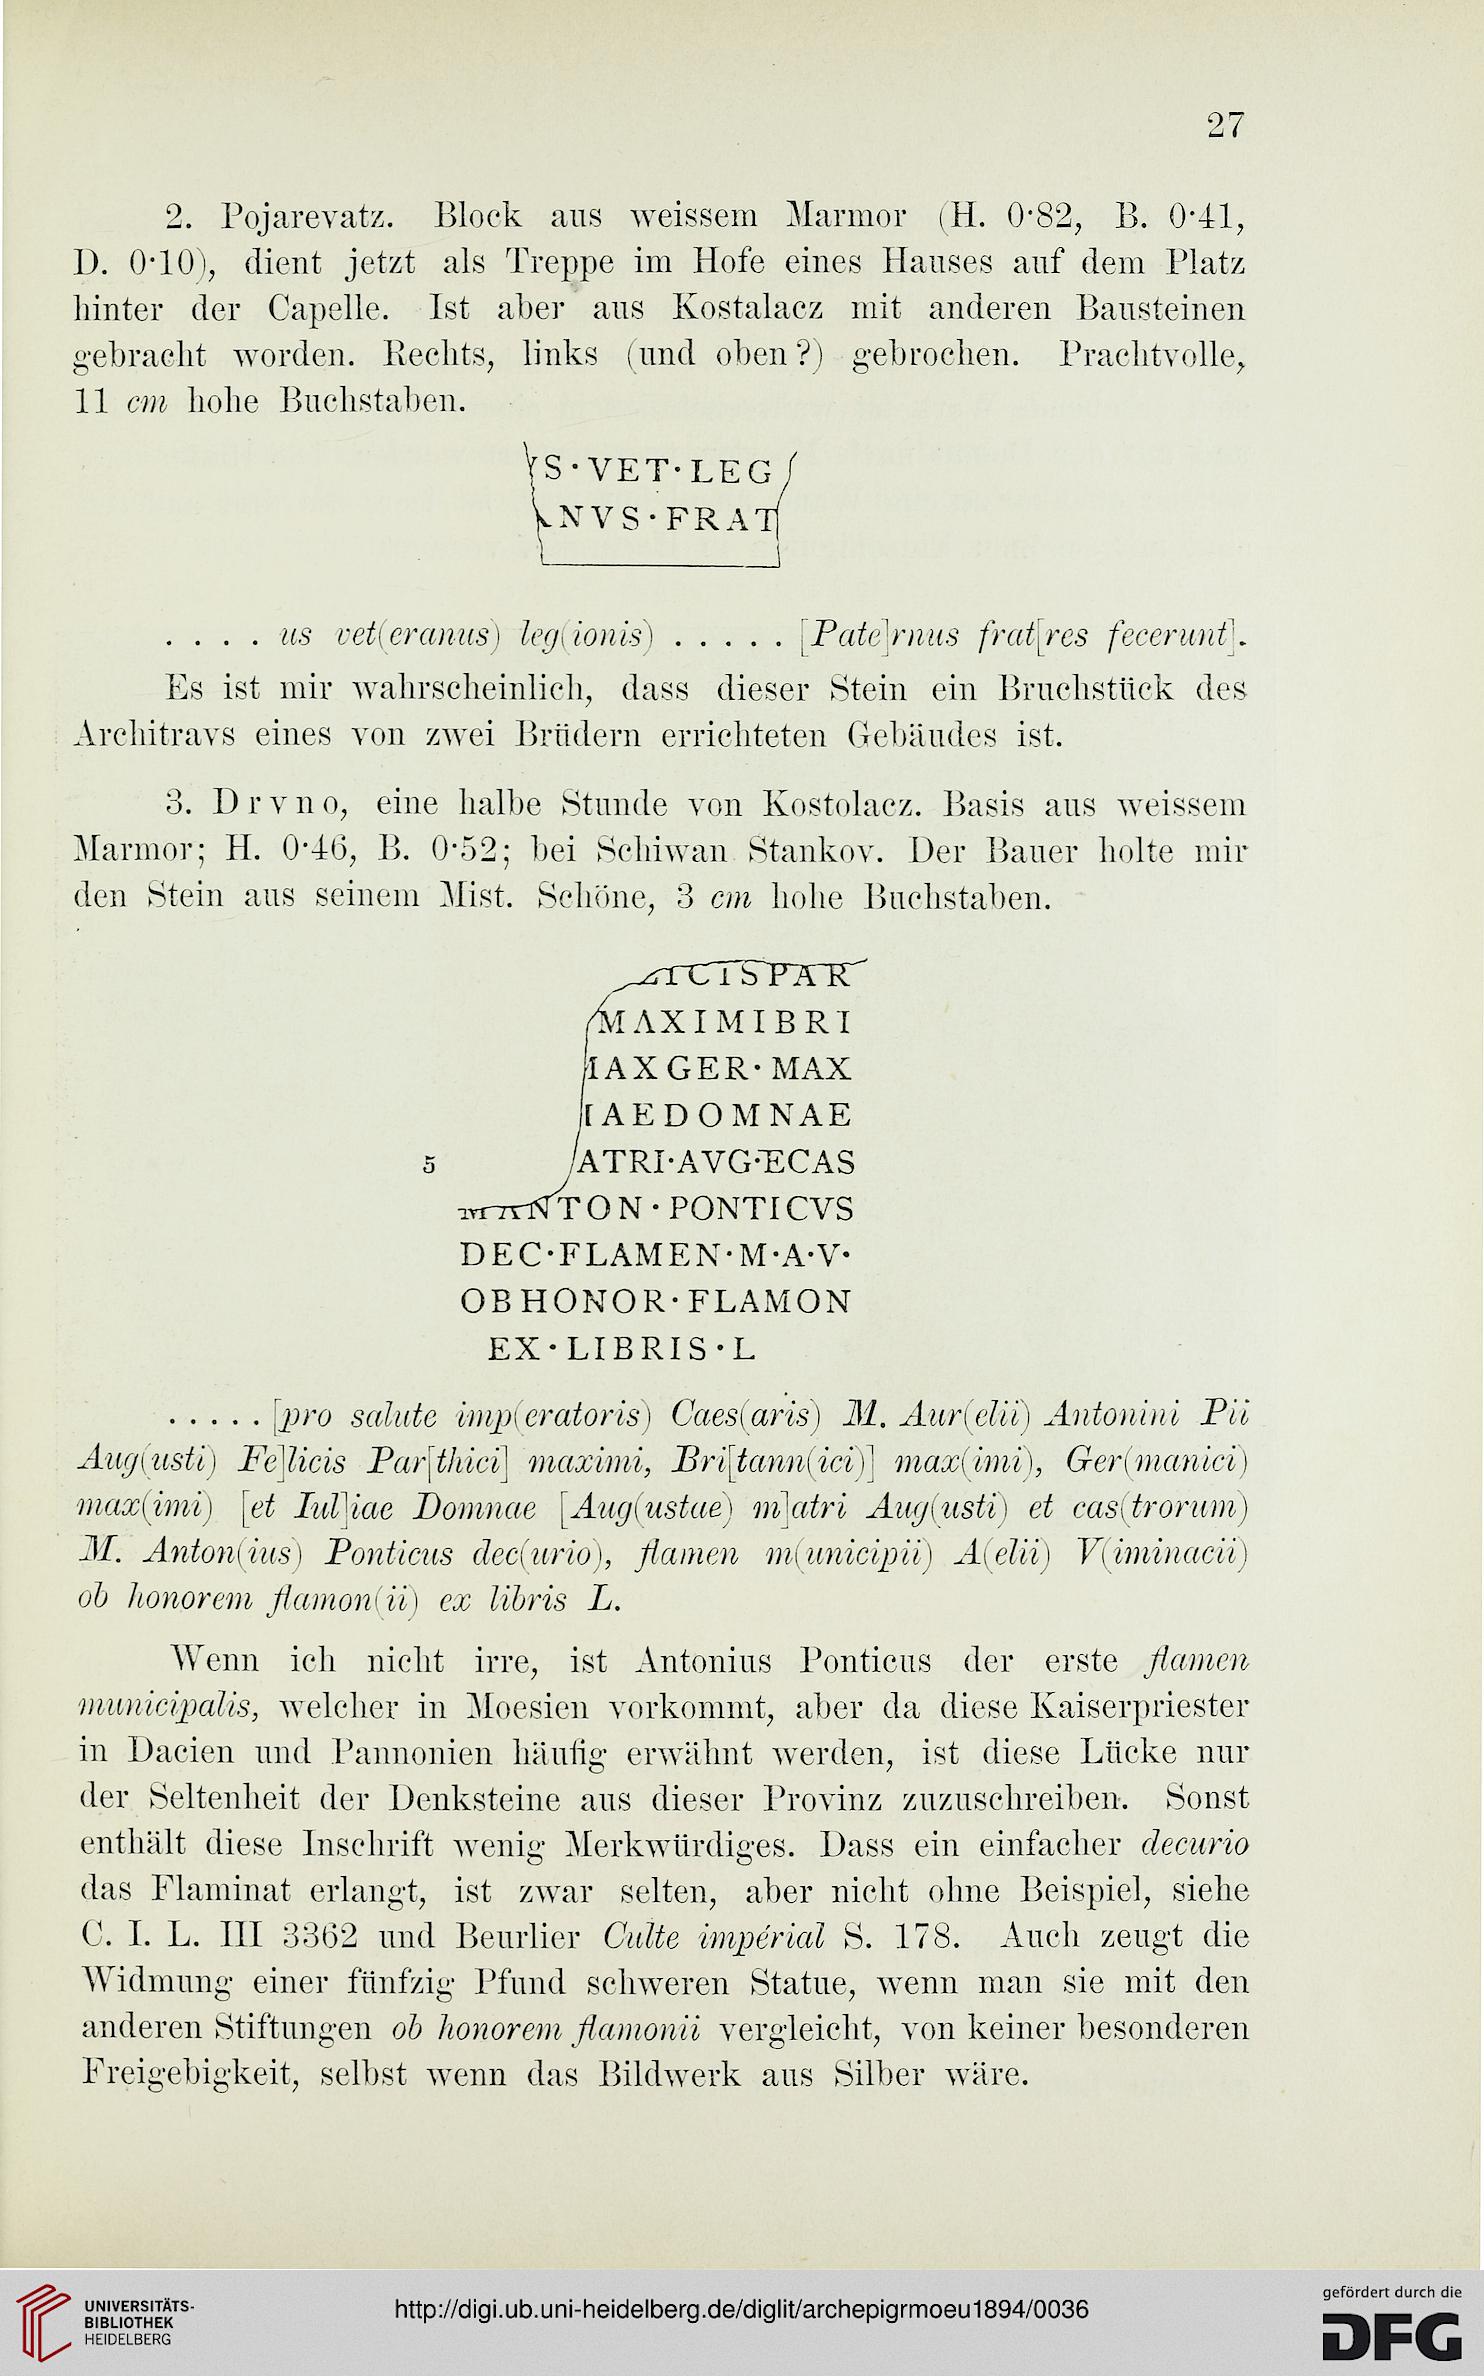 27
2. Pojarevatz. Block aus weissem Marmor (H. 0·82, B. 0·41,
D. 0·10), dient jetzt als Treppe im Hofe eines Hauses auf dem Platz
hinter der Capelle. Ist aber aus Kostalacz mit anderen Bausteinen
gebracht worden. Rechts, links (und oben?) gebrochen. Prachtvolle,
11 cm hohe Buchstaben.
S·VET·LEG
NVS·FRAT
. . . . us vet(eranus) leg(ionis) . . . . . [Pate]rnus frat[res fecerunt].
Es ist mir wahrscheinlich, dass dieser Stein ein Bruchstück des
Architravs eines von zwei Brüdern errichteten Gebäudes ist.
3. Drvno, eine halbe Stunde von Kostolacz. Basis aus weissem
Marmor; H. 0·46, B. 0·52; bei Schiwan Stankov. Der Bauer holte mir
den Stein aus seinem Mist. Schöne, 3 cm hohe Buchstaben.
ICISPAR
MAXIMIBRI
IAXGER·MAX
IAEDOMNAE
5 ATRI·AVG·ECAS
M ANTON·PONTICVS
DEC·FLAMEN·M·A·V·
OBHONOR·FLAMON
EX·LIBRIS·L
. . . . . [pro salute imp(eratoris) Caes(aris) M. Aur(elii) Antonini Pii
Aug(usti) Fe]licis Par[thici] maximi, Bri[tann(ici)] max(imi), Ger(manici)
max(imi) [et Iul]iae Domnae [Aug(ustae) m]atri Aug(usti) et cas(trorum)
M. Anton(ius) Ponticus dec(urio), flamen m(unicipii) A(elii) V(iminacii)
ob honorem flamon(ii) ex libris L.
Wenn ich nicht irre, ist Antonius Ponticus der erste flamen
municipalis, welcher in Moesien vorkommt, aber da diese Kaiserpriester
in Dacien und Pannonien häufig erwähnt werden, ist diese Lücke nur
der Seltenheit der Denksteine aus dieser Provinz zuzuschreiben. Sonst
enthält diese Inschrift wenig Merkwürdiges. Dass ein einfacher decurio
das Flaminat erlangt, ist zwar selten, aber nicht ohne Beispiel, siehe
C. I. L. III 3362 und Beurlier Culte impérial S. 178. Auch zeugt die
Widmung einer fünfzig Pfund schweren Statue, wenn man sie mit den
anderen Stiftungen ob honorem flamonii vergleicht, von keiner besonderen
Freigebigkeit, selbst wenn das Bildwerk aus Silber wäre.
UNIVERSITÄTS-
BIBLIOTHEK
HEIDELBERG
http://digi.ub.uni-heidelberg.de/diglit/archepigrmoeu1894/0036
gefördert durch die
DFG